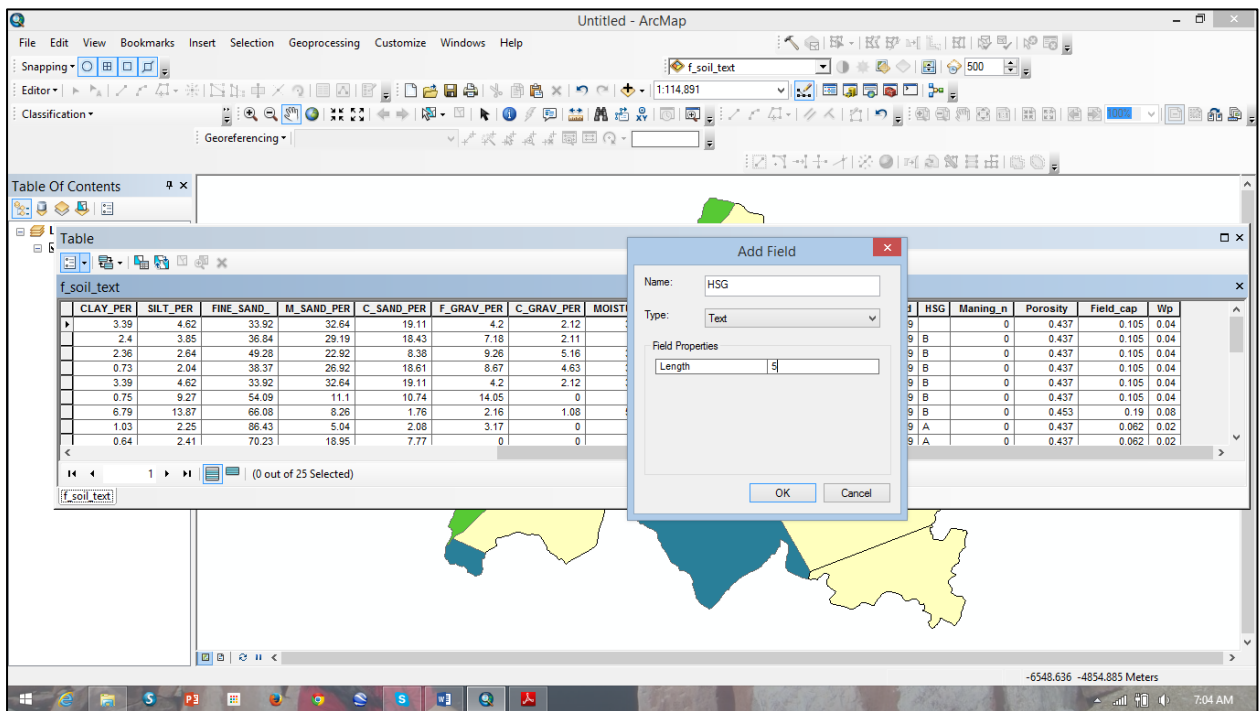 Untitled - ArcMap
File Edit View Bookmarks Insert Selection Geoprocessing Customize Windows Help
Snapping
f_soil_text
500
Editor
1:114,891
Classification
100%
Georeferencing
Table Of Contents
Table
f_soil_text
CLAY_PER SILT_PER FINE_SAND_ M_SAND_PER C_SAND_PER F_GRAV_PER C_GRAV_PER MOIST HSG Maning_n Porosity Field_cap Wp
3.39 4.62 33.92 32.64 19.11 4.2 2.12 9 0 0.437 0.105 0.04
2.4 3.85 36.84 29.19 18.43 7.18 2.11 9 B 0 0.437 0.105 0.04
2.36 2.64 49.28 22.92 8.38 9.26 5.16 9 B 0 0.437 0.105 0.04
0.73 2.04 38.37 26.92 18.61 8.67 4.63 9 B 0 0.437 0.105 0.04
3.39 4.62 33.92 32.64 19.11 4.2 2.12 9 B 0 0.437 0.105 0.04
0.75 9.27 54.09 11.1 10.74 14.05 0 9 B 0 0.437 0.105 0.04
6.79 13.87 66.08 8.26 1.76 2.16 1.08 9 B 0 0.453 0.19 0.08
1.03 2.25 86.43 5.04 2.08 3.17 0 9 A 0 0.437 0.062 0.02
0.64 2.41 70.23 18.95 7.77 0 0 9 A 0 0.437 0.062 0.02
1 (0 out of 25 Selected)
f_soil_text
Add Field
Name: HSG
Type: Text
Field Properties
Length 5
OK Cancel
-6548.636 -4854.885 Meters
7:04 AM